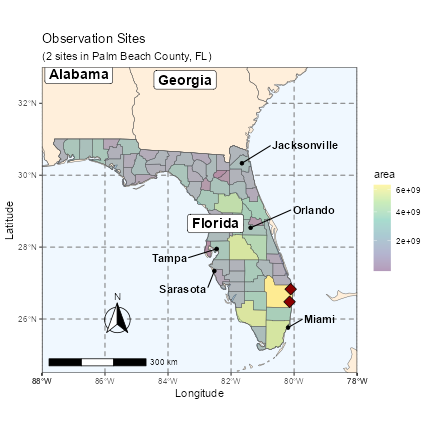 Observation Sites
(2 sites in Palm Beach County, FL)
Alabama
Georgia
32°N
Jacksonville
30°N
Orlando
Florida
28°N
Tampa
Sarasota
N
26°N
Miami
300 km
88°W 86°W 84°W 82°W 80°W 78°W
Longitude
Latitude
area
6e+09
4e+09
2e+09